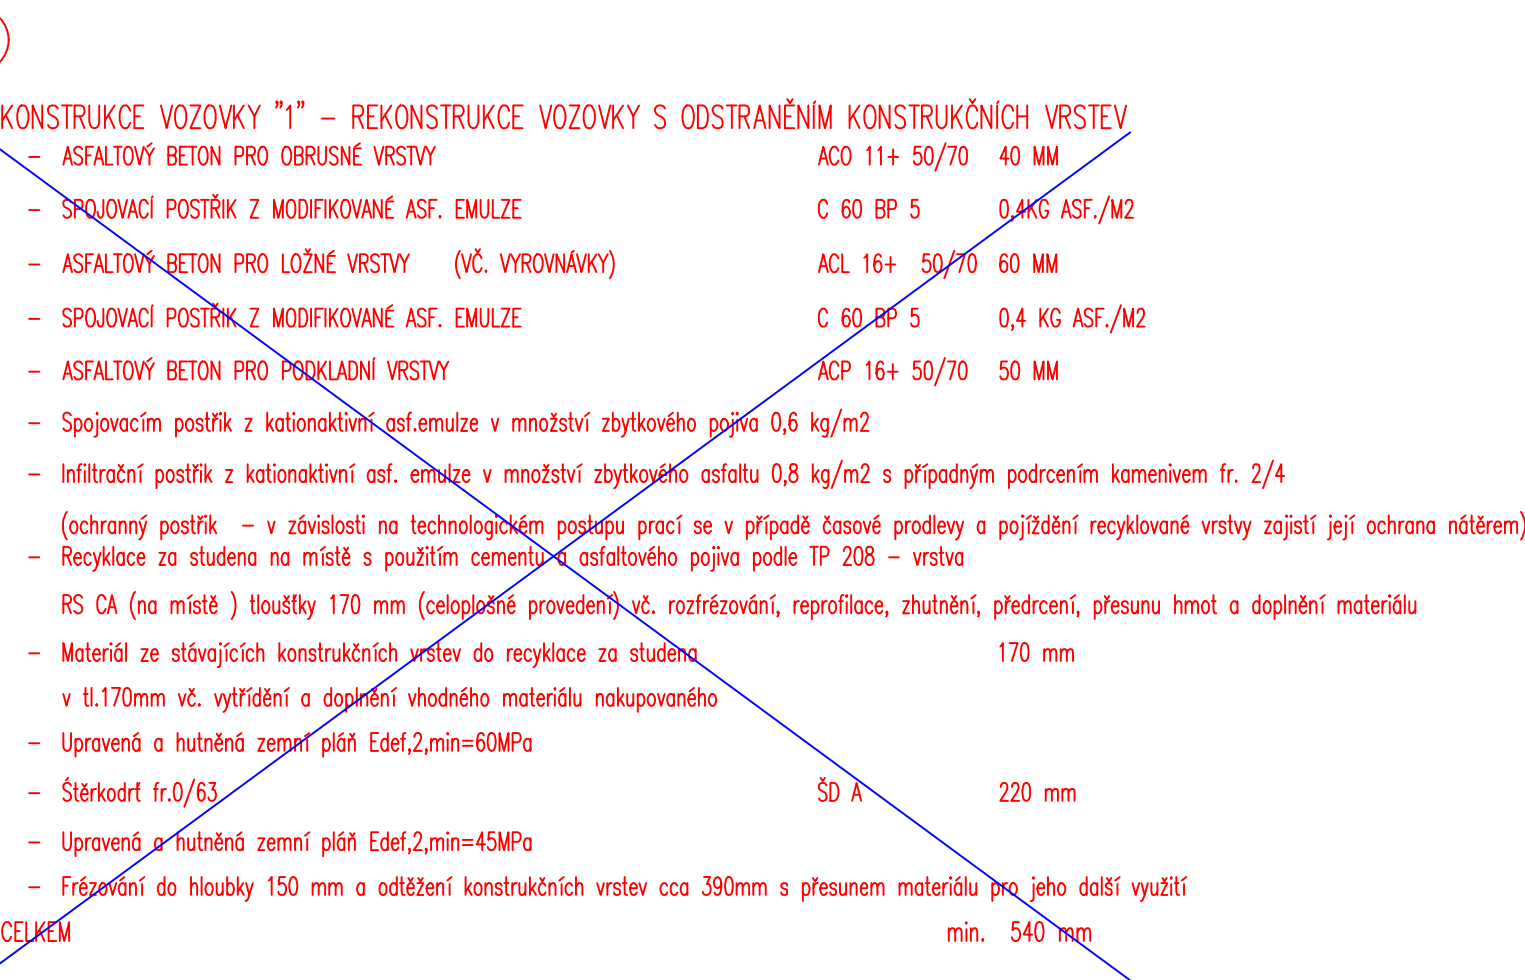 KONSTRUKCE VOZOVKY "1" – REKONSTRUKCE VOZOVKY S ODSTRANĚNÍM KONSTRUKČNÍCH VRSTEV
– ASFALTOVÝ BETON PRO OBRUSNÉ VRSTVY ACO 11+ 50/70 40 MM
– SPOJOVACÍ POSTŘIK Z MODIFIKOVANÉ ASF. EMULZE C 60 BP 5 0,4KG ASF./M2
– ASFALTOVÝ BETON PRO LOŽNÉ VRSTVY (VČ. VYROVNÁVKY) ACL 16+ 50/70 60 MM
– SPOJOVACÍ POSTŘIK Z MODIFIKOVANÉ ASF. EMULZE C 60 BP 5 0,4 KG ASF./M2
– ASFALTOVÝ BETON PRO PODKLADNÍ VRSTVY ACP 16+ 50/70 50 MM
– Spojovacím postřik z kationaktivní asf.emulze v množství zbytkového pojiva 0,6 kg/m2
– Infiltrační postřik z kationaktivní asf. emulze v množství zbytkového asfaltu 0,8 kg/m2 s případným podrcením kamenivem fr. 2/4
(ochranný postřik – v závislosti na technologickém postupu prací se v případě časové prodlevy a pojíždění recyklované vrstvy zajistí její ochrana nátěrem)
– Recyklace za studena na místě s použitím cementu a asfaltového pojiva podle TP 208 – vrstva
RS CA (na místě ) tloušťky 170 mm (celoplošné provedení) vč. rozfrézování, reprofilace, zhutnění, předrcení, přesunu hmot a doplnění materiálu
– Materiál ze stávajících konstrukčních vrstev do recyklace za studena 170 mm
v tl.170mm vč. vytřídění a doplnění vhodného materiálu nakupovaného
– Upravená a hutněná zemní pláň Edef,2,min=60MPa
– Štěrkodrť fr.0/63 ŠD A 220 mm
– Upravená a hutněná zemní pláň Edef,2,min=45MPa
– Frézování do hloubky 150 mm a odtěžení konstrukčních vrstev cca 390mm s přesunem materiálu pro jeho další využití
CELKEM min. 540 mm